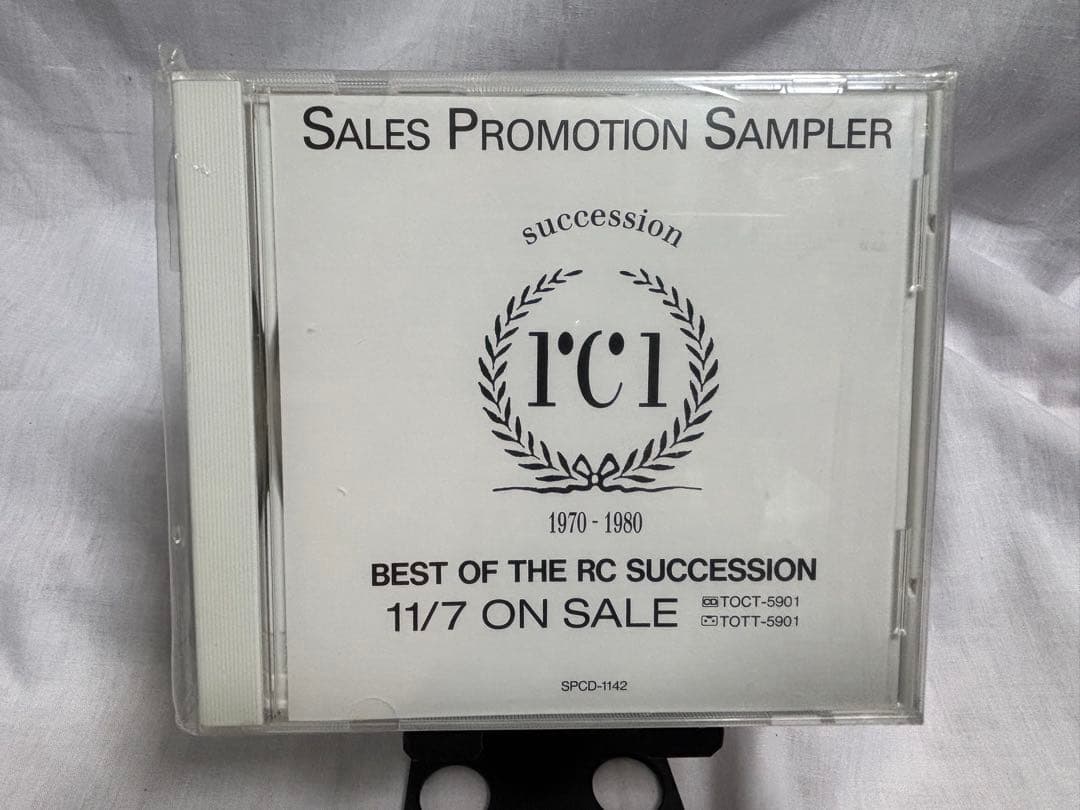 SALES PROMOTION SAMPLER
succession
rc1
1970 - 1980
BEST OF THE RC SUCCESSION
11/7 ON SALE
CD TOCT-5901
TOTT-5901
SPCD-1142